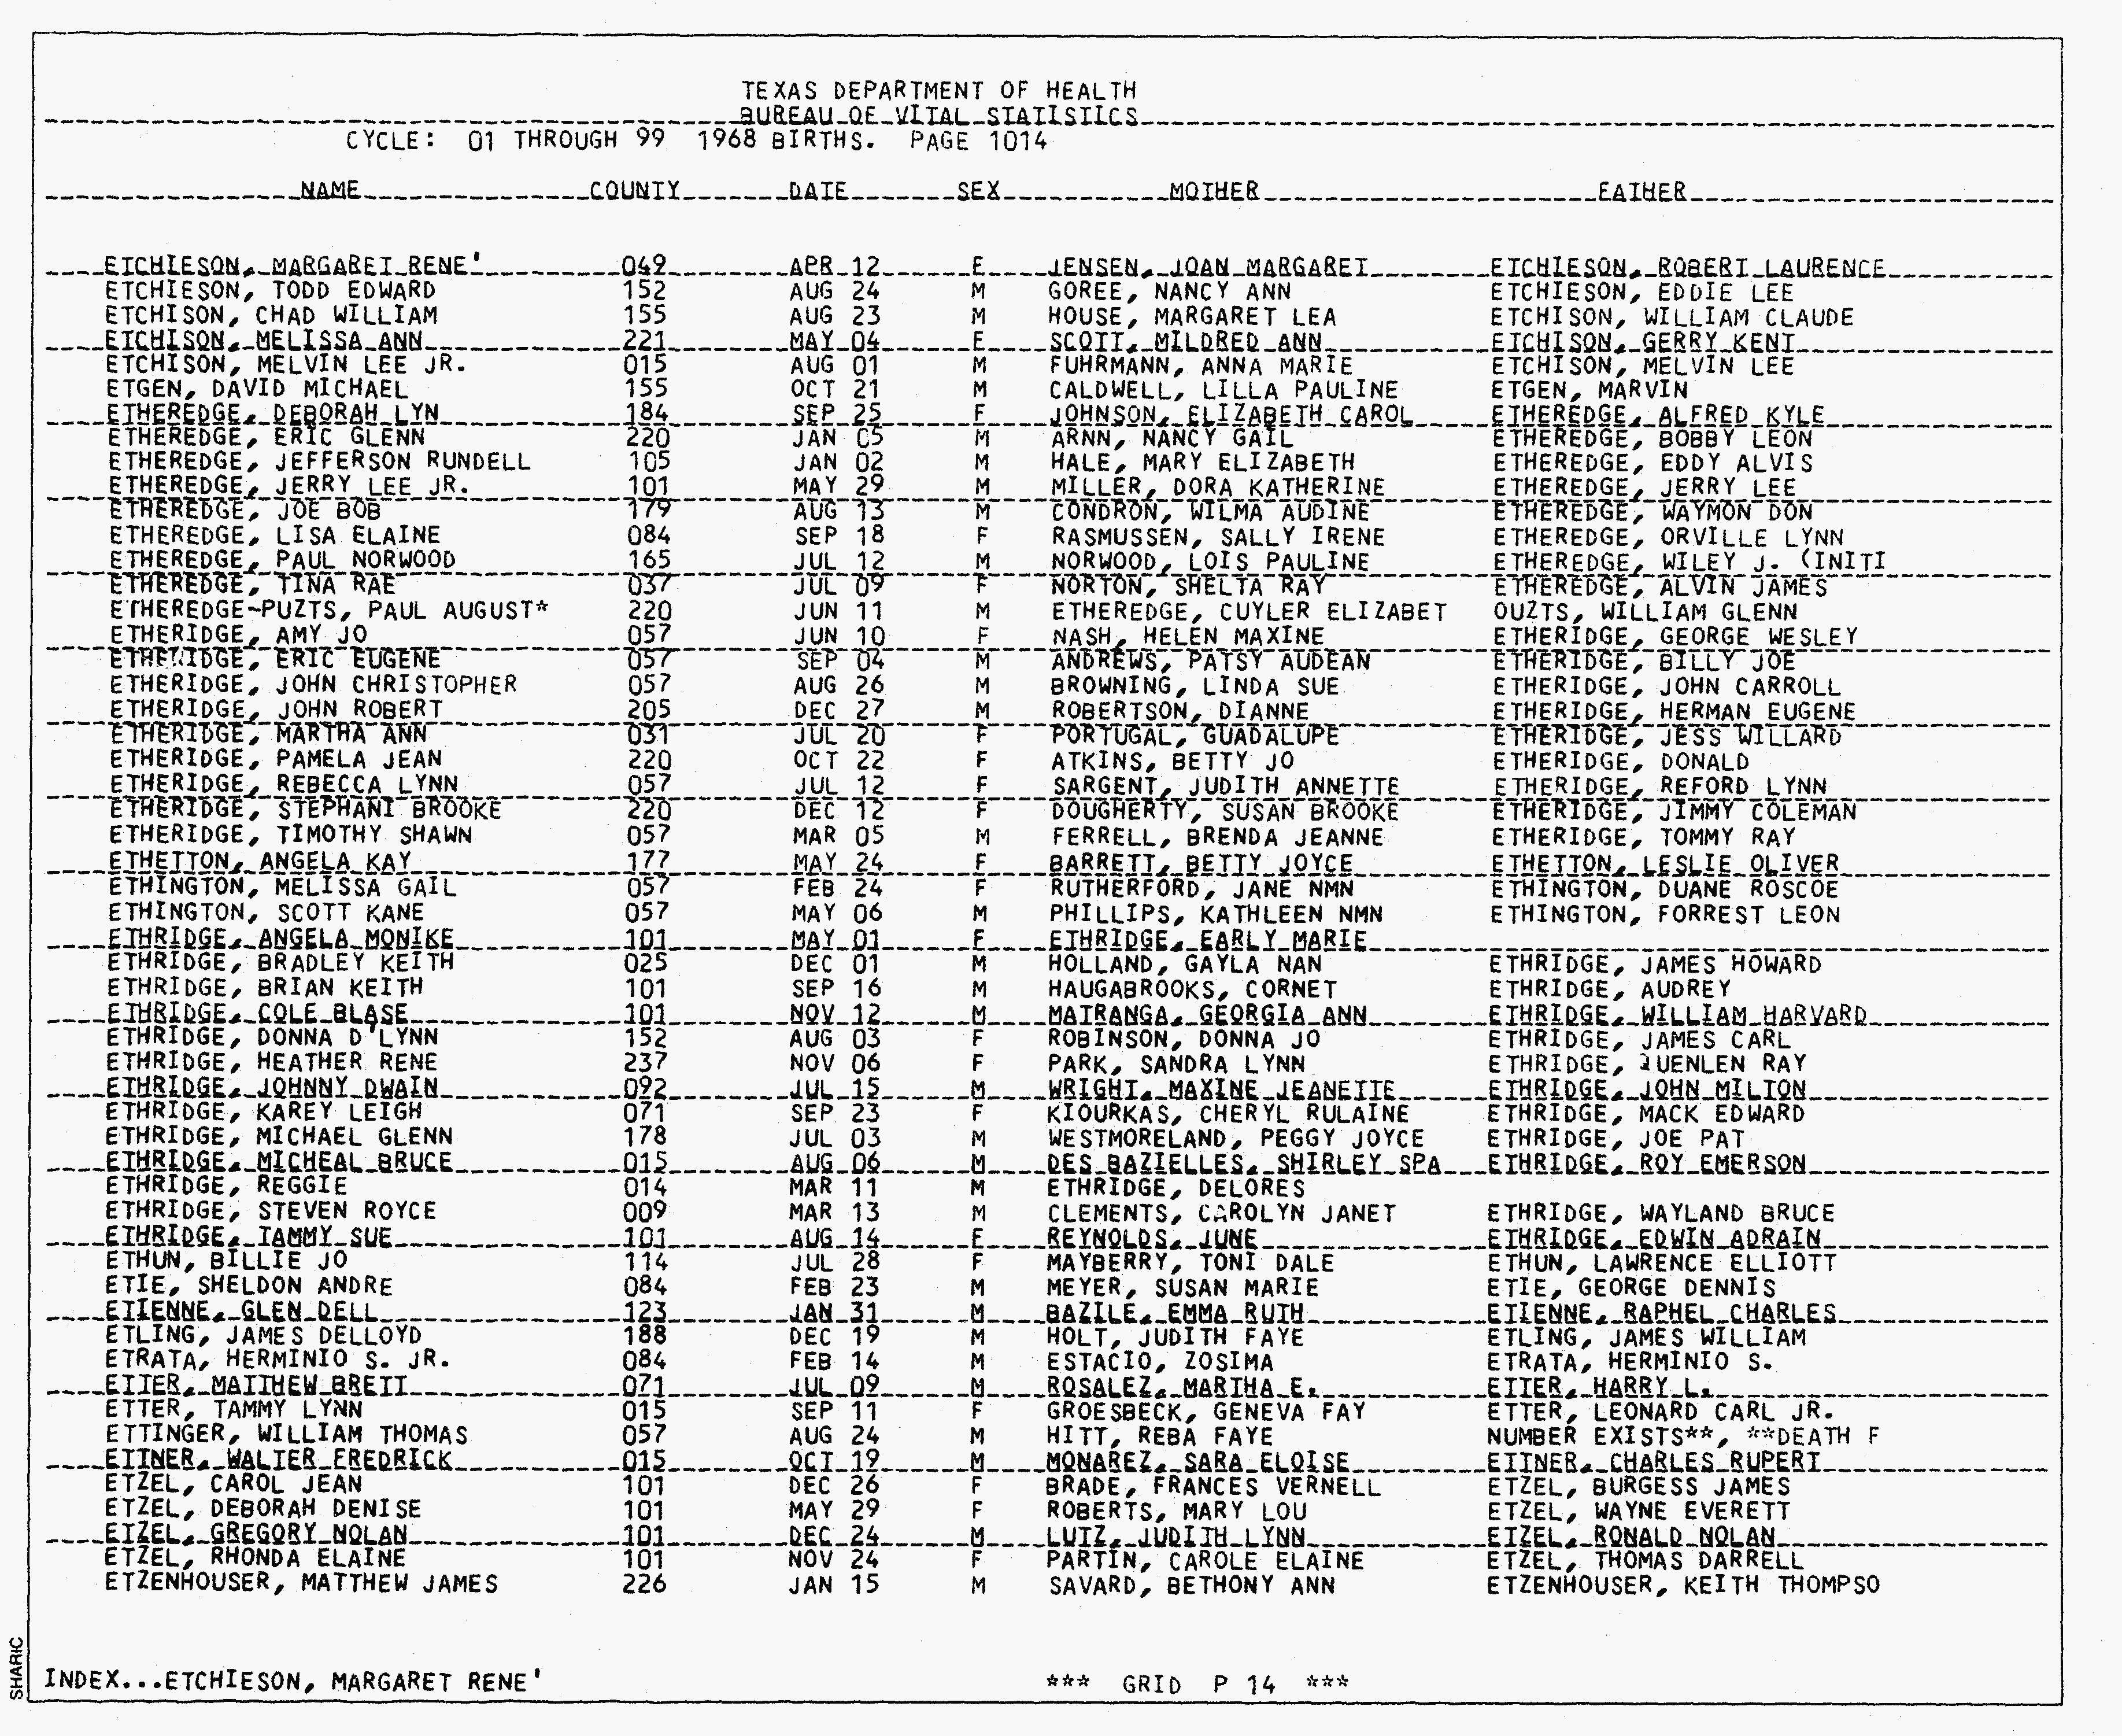 TEXAS DEPARTMENT OF HEALTH
BUREAU OF VITAL STATISTICS
CYCLE: 01 THROUGH 99 1968 BIRTHS. PAGE 1014
NAME COUNTY DATE SEX MOTHER FATHER
ETCHIESON, MARGARET RENE' 049 APR 12 F JENSEN, JOAN MARGARET ETCHIESON, ROBERT LAURENCE
ETCHIESON, TODD EDWARD 152 AUG 24 M GOREE, NANCY ANN ETCHIESON, EDDIE LEE
ETCHISON, CHAD WILLIAM 155 AUG 23 M HOUSE, MARGARET LEA ETCHISON, WILLIAM CLAUDE
ETCHISON, MELISSA ANN 221 MAY 04 F SCOTT, MILDRED ANN ETCHISON, GERRY KENT
ETCHISON, MELVIN LEE JR. 015 AUG 01 M FUHRMANN, ANNA MARIE ETCHISON, MELVIN LEE
ETGEN, DAVID MICHAEL 155 OCT 21 M CALDWELL, LILLA PAULINE ETGEN, MARVIN
ETHEREDGE, DEBORAH LYN 184 SEP 25 F JOHNSON, ELIZABETH CAROL ETHEREDGE, ALFRED KYLE
ETHEREDGE, ERIC GLENN 220 JAN 05 M ARNN, NANCY GAIL ETHEREDGE, BOBBY LEON
ETHEREDGE, JEFFERSON RUNDELL 105 JAN 02 M HALE, MARY ELIZABETH ETHEREDGE, EDDY ALVIS
ETHEREDGE, JERRY LEE JR. 101 MAY 29 M MILLER, DORA KATHERINE ETHEREDGE, JERRY LEE
ETHEREDGE, JOE BOB 179 AUG 13 M CONDRON, WILMA AUDINE ETHEREDGE, WAYMON DON
ETHEREDGE, LISA ELAINE 084 SEP 18 F RASMUSSEN, SALLY IRENE ETHEREDGE, ORVILLE LYNN
ETHEREDGE, PAUL NORWOOD 165 JUL 12 M NORWOOD, LOIS PAULINE ETHEREDGE, WILEY J. (INITI
ETHEREDGE, TINA RAE 037 JUL 09 F NORTON, SHELTA RAY ETHEREDGE, ALVIN JAMES
ETHEREDGE-PUZTS, PAUL AUGUST* 220 JUN 11 M ETHEREDGE, CUYLER ELIZABET OUZTS, WILLIAM GLENN
ETHERIDGE, AMY JO 057 JUN 10 F NASH, HELEN MAXINE ETHERIDGE, GEORGE WESLEY
ETHERIDGE, ERIC EUGENE 057 SEP 04 M ANDREWS, PATSY AUDEAN ETHERIDGE, BILLY JOE
ETHERIDGE, JOHN CHRISTOPHER 057 AUG 26 M BROWNING, LINDA SUE ETHERIDGE, JOHN CARROLL
ETHERIDGE, JOHN ROBERT 205 DEC 27 M ROBERTSON, DIANNE ETHERIDGE, HERMAN EUGENE
ETHERIDGE, MARTHA ANN 031 JUL 20 F PORTUGAL, GUADALUPE ETHERIDGE, JESS WILLARD
ETHERIDGE, PAMELA JEAN 220 OCT 22 F ATKINS, BETTY JO ETHERIDGE, DONALD
ETHERIDGE, REBECCA LYNN 057 JUL 12 F SARGENT, JUDITH ANNETTE ETHERIDGE, REFORD LYNN
ETHERIDGE, STEPHANI BROOKE 220 DEC 12 F DOUGHERTY, SUSAN BROOKE ETHERIDGE, JIMMY COLEMAN
ETHERIDGE, TIMOTHY SHAWN 057 MAR 05 M FERRELL, BRENDA JEANNE ETHERIDGE, TOMMY RAY
ETHETTON, ANGELA KAY 177 MAY 24 F BARRETT, BETTY JOYCE ETHETTON, LESLIE OLIVER
ETHINGTON, MELISSA GAIL 057 FEB 24 F RUTHERFORD, JANE NMN ETHINGTON, DUANE ROSCOE
ETHINGTON, SCOTT KANE 057 MAY 06 M PHILLIPS, KATHLEEN NMN ETHINGTON, FORREST LEON
ETHRIDGE, ANGELA MONIKE 101 MAY 01 F ETHRIDGE, EARLY MARIE
ETHRIDGE, BRADLEY KEITH 025 DEC 01 M HOLLAND, GAYLA NAN ETHRIDGE, JAMES HOWARD
ETHRIDGE, BRIAN KEITH 101 SEP 16 M HAUGABROOKS, CORNET ETHRIDGE, AUDREY
ETHRIDGE, COLE BLASE 101 NOV 12 M MATRANGA, GEORGIA ANN ETHRIDGE, WILLIAM HARVARD
ETHRIDGE, DONNA D'LYNN 152 AUG 03 F ROBINSON, DONNA JO ETHRIDGE, JAMES CARL
ETHRIDGE, HEATHER RENE 237 NOV 06 F PARK, SANDRA LYNN ETHRIDGE, RAY
ETHRIDGE, JOHNNY DWAIN 092 JUL 15 M WRIGHT, MAXINE JEANETTE ETHRIDGE, JOHN MILTON
ETHRIDGE, KAREY LEIGH 071 SEP 23 F KIOURKAS, CHERYL RULAINE ETHRIDGE, MACK EDWARD
ETHRIDGE, MICHAEL GLENN 178 JUL 03 M WESTMORELAND, PEGGY JOYCE ETHRIDGE, JOE PAT
ETHRIDGE, MICHEAL BRUCE 015 AUG 06 M DES BAZIELLES, SHIRLEY SPA ETHRIDGE, ROY EMERSON
ETHRIDGE, REGGIE 014 MAR 11 M ETHRIDGE, DELORES
ETHRIDGE, STEVEN ROYCE 009 MAR 13 M CLEMENTS, CAROLYN JANET ETHRIDGE, WAYLAND BRUCE
ETHRIDGE, TAMMY SUE 101 AUG 14 F REYNOLDS, JUNE ETHRIDGE, EDWIN ADRAIN
ETHUN, BILLIE JO 114 JUL 28 F MAYBERRY, TONI DALE ETHUN, LAWRENCE ELLIOTT
ETIE, SHELDON ANDRE 084 FEB 23 M MEYER, SUSAN MARIE ETIE, GEORGE DENNIS
ETIENNE, GLEN DELL 123 JAN 31 M BAZILE, EMMA RUTH ETIENNE, RAPHEL CHARLES
ETLING, JAMES DELLOYD 188 DEC 19 M HOLT, JUDITH FAYE ETLING, JAMES WILLIAM
ETRATA, HERMINIO S. JR. 084 FEB 14 M ESTACIO, ZOSIMA ETRATA, HERMINIO S.
ETTER, MATTHEW BRETT 071 JUL 09 M ROSALEZ, MARTHA E. ETTER, HARRY L.
ETTER, TAMMY LYNN 015 SEP 11 F GROESBECK, GENEVA FAY ETTER, LEONARD CARL JR.
ETTINGER, WILLIAM THOMAS 057 AUG 24 M HITT, REBA FAYE NUMBER EXISTS**, **DEATH F
ETTNER, WALTER FREDRICK 015 OCT 19 M MONAREZ, SARA ELOISE ETTNER, CHARLES RUPERT
ETZEL, CAROL JEAN 101 DEC 26 F BRADE, FRANCES VERNELL ETZEL, BURGESS JAMES
ETZEL, DEBORAH DENISE 101 MAY 29 F ROBERTS, MARY LOU ETZEL, WAYNE EVERETT
ETZEL, GREGORY NOLAN 101 DEC 24 M LUTZ, JUDITH LYNN ETZEL, RONALD NOLAN
ETZEL, RHONDA ELAINE 101 NOV 24 F PARTIN, CAROLE ELAINE ETZEL, THOMAS DARRELL
ETZENHOUSER, MATTHEW JAMES 226 JAN 15 M SAVARD, BETHONY ANN ETZENHOUSER, KEITH THOMPSO
SHARIC
INDEX...ETCHIESON, MARGARET RENE' *** GRID P 14 ***